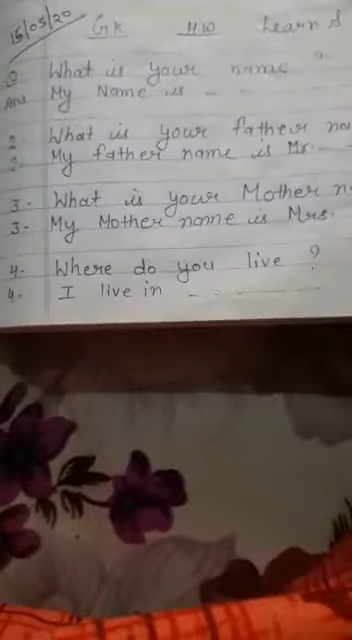 15/05/20 GK HW Learn &
Q What is your name ?
Ans My Name is - -
2 What is your father na
2 My father name is Mr. - -
3- What is your Mother n
3- My Mother name is Mrs.
4- Where do you live ?
4. I live in - - - - -